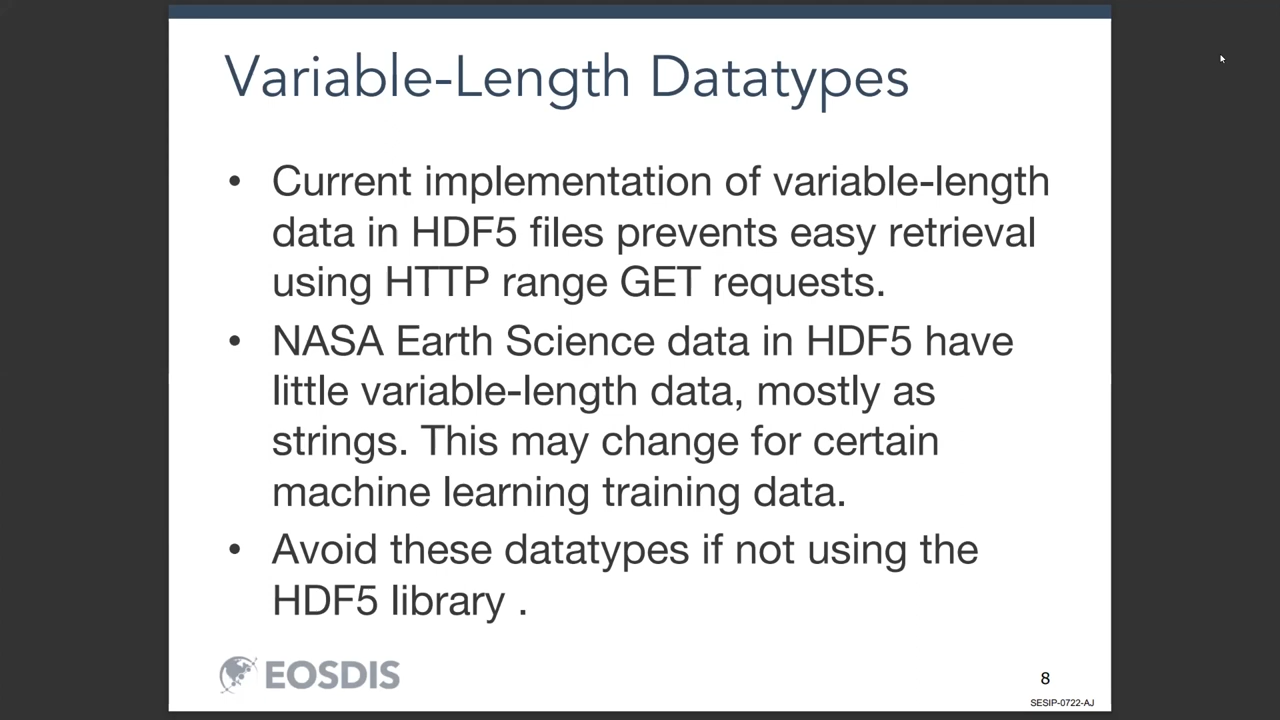 Variable-Length Datatypes
• Current implementation of variable-length
data in HDF5 files prevents easy retrieval
using HTTP range GET requests.
• NASA Earth Science data in HDF5 have
little variable-length data, mostly as
strings. This may change for certain
machine learning training data.
• Avoid these datatypes if not using the
HDF5 library .
EOSDIS
8
SESIP-0722-AJ